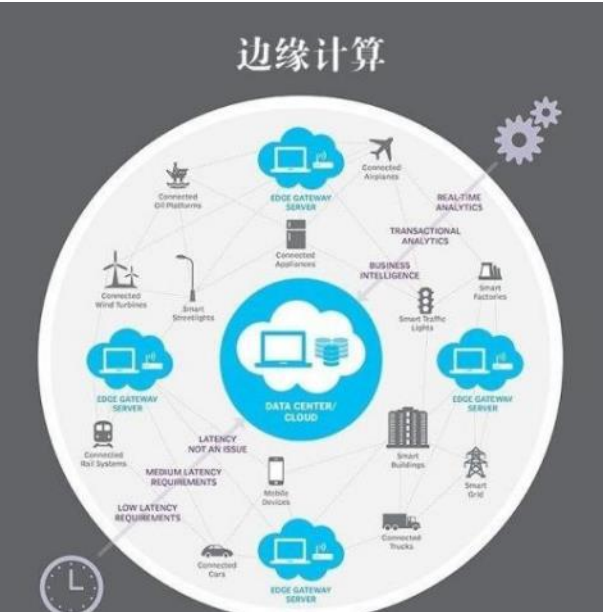 边缘计算
EDGE GATEWAY
SERVER
Connected
Airplanes
Connected
Oil Platforms
REAL-TIME
ANALYTICS
TRANSACTIONAL
ANALYTICS
Connected
Appliances
BUSINESS
INTELLIGENCE
Connected
Wind Turbines
Smart
Streetlights
Smart
Factories
Smart Traffic
Lights
EDGE GATEWAY
SERVER
DATA CENTER/
CLOUD
EDGE GATEWAY
SERVER
LATENCY
NOT AN ISSUE
Connected
Rail Systems
Smart
Buildings
MEDIUM LATENCY
REQUIREMENTS
Mobile
Devices
Smart
Grid
LOW LATENCY
REQUIREMENTS
Connected
Trucks
Connected
Cars
EDGE GATEWAY
SERVER